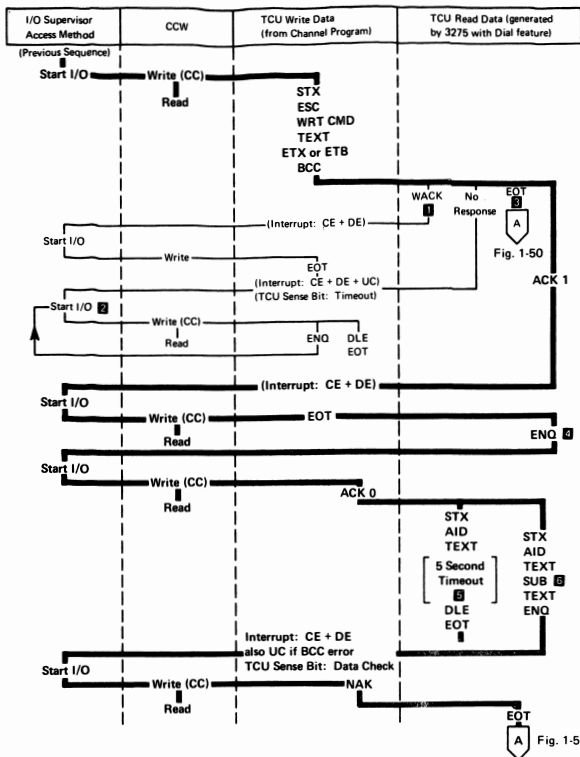 I/O Supervisor
Access Method
CCW
TCU Write Data
(from Channel Program)
TCU Read Data (generated
by 3275 with Dial feature)
(Previous Sequence)
Start I/O
Write (CC)
Read
STX
ESC
WRT CMD
TEXT
ETX or ETB
BCC
WACK
1
No
Response
EOT
3
A
Fig. 1-50
(Interrupt: CE + DE)
Start I/O
Write
EOT
ACK 1
(Interrupt: CE + DE + UC)
(TCU Sense Bit: Timeout)
Start I/O 2
Write (CC)
Read
ENQ
DLE
EOT
(Interrupt: CE + DE)
Start I/O
Write (CC)
Read
EOT
ENQ 4
Start I/O
Write (CC)
Read
ACK 0
STX
AID
TEXT
5 Second
Timeout
5
DLE
EOT
STX
AID
TEXT
SUB 6
TEXT
ENQ
Interrupt: CE + DE
also UC if BCC error
TCU Sense Bit: Data Check
Start I/O
Write (CC)
Read
NAK
EOT
A
Fig. 1-5